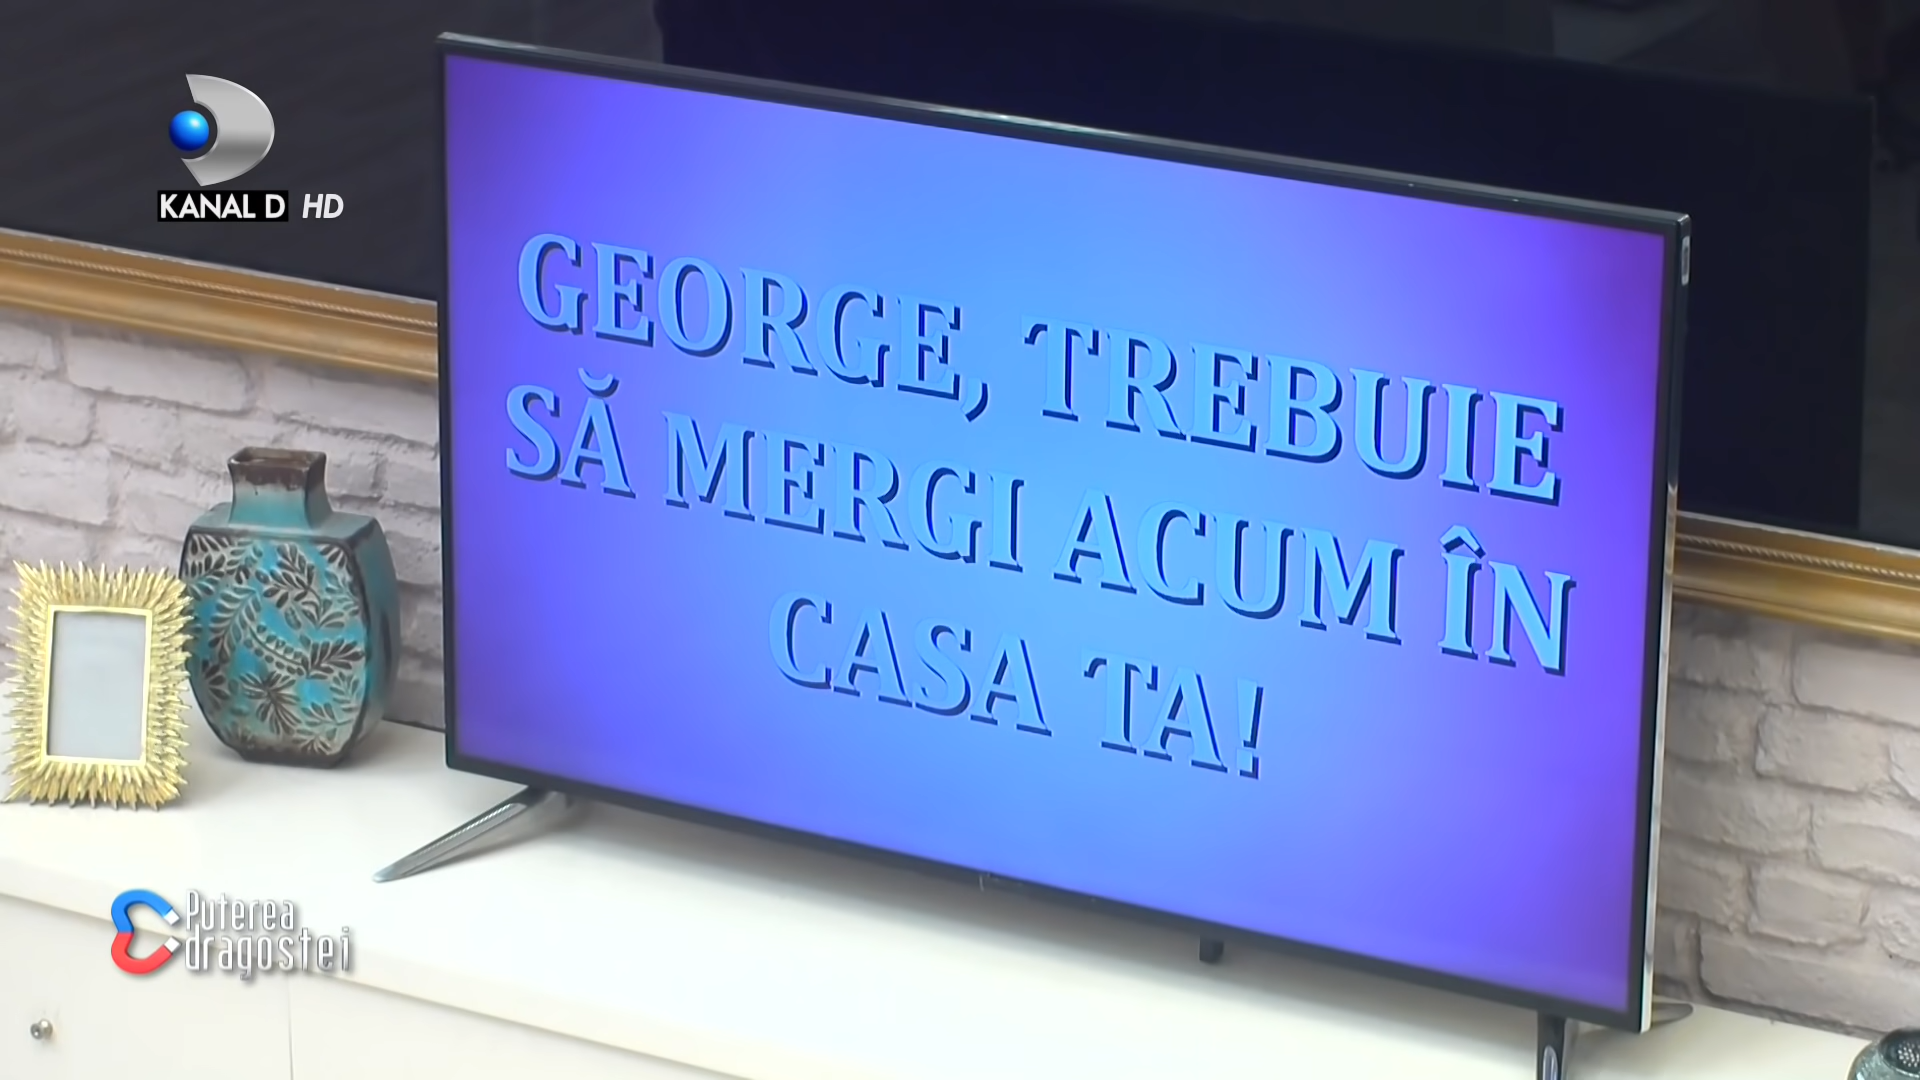 KANAL D HD
GEORGE, TREBUIE
SĂ MERGI ACUM ÎN
CASA TA!
Puterea
dragostei